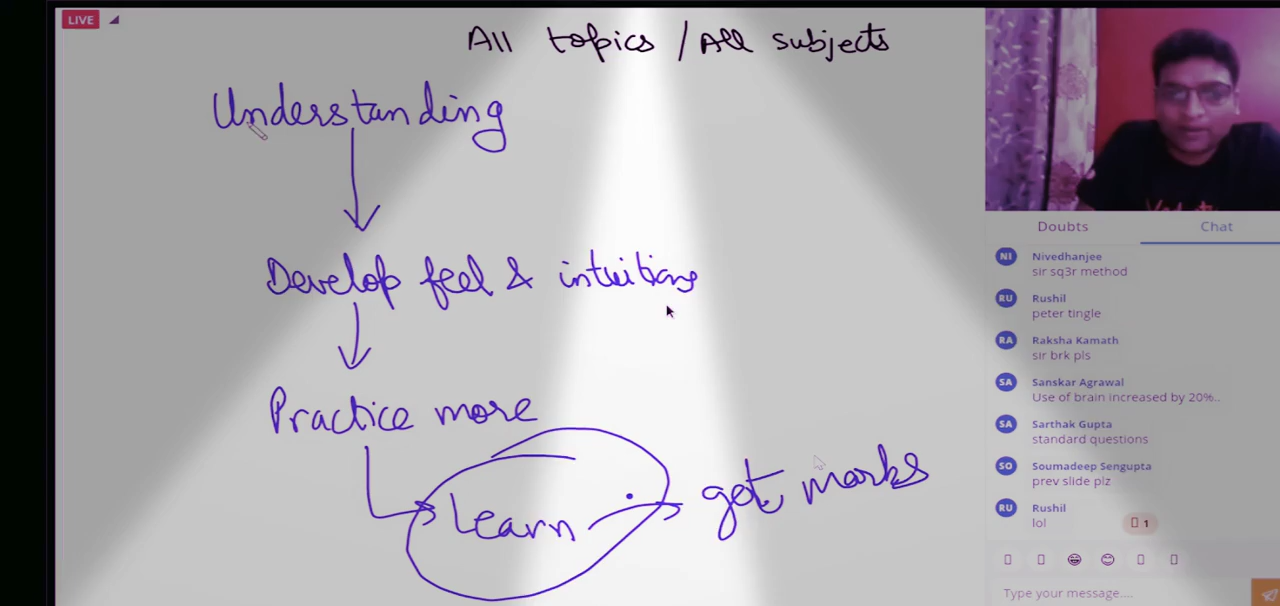 LIVE
All topics / All subjects
Understanding
Develop feel & intuitions
Practice more
Learn
get marks
Doubts Chat
NI Nivedhanjee
sir sq3r method
RU Rushil
peter tingle
RA Raksha Kamath
sir brk pls
SA Sanskar Agrawal
Use of brain increased by 20%..
SA Sarthak Gupta
standard questions
SO Soumadeep Sengupta
prev slide plz
RU Rushil
lol 1
Type your message....